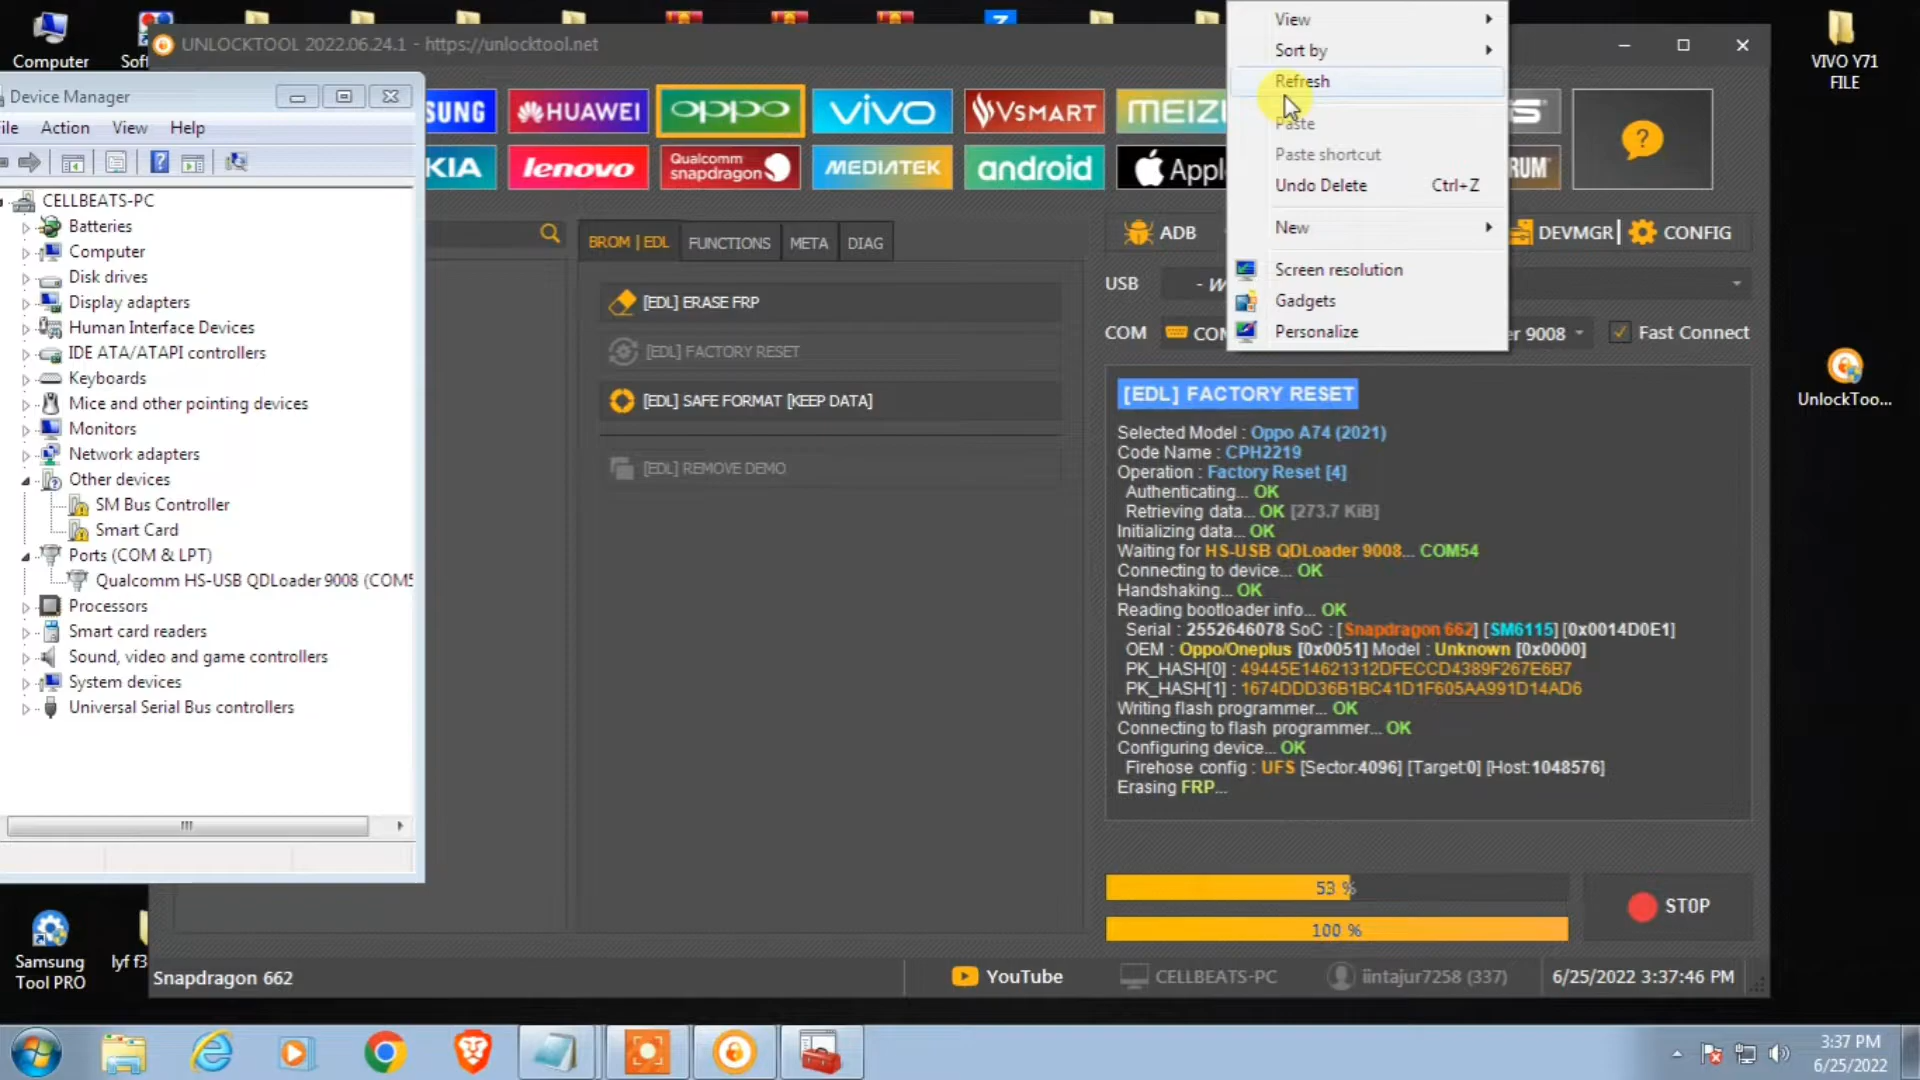 Computer
Soft
UNLOCKTOOL 2022.06.24.1 - https://unlocktool.net
VIVO Y71
FILE
View
Sort by
Refresh
Paste
Paste shortcut
Undo Delete Ctrl+Z
New
Screen resolution
Gadgets
Personalize
Device Manager
ile Action View Help
SUNG HUAWEI oppo vivo VSMART MEIZU S
KIA lenovo Qualcomm snapdragon MEDIATEK android Apple RUM
?
CELLBEATS-PC
Batteries
Computer
Disk drives
Display adapters
Human Interface Devices
IDE ATA/ATAPI controllers
Keyboards
Mice and other pointing devices
Monitors
Network adapters
Other devices
SM Bus Controller
Smart Card
Ports (COM & LPT)
Qualcomm HS-USB QDLoader 9008 (COM5
Processors
Smart card readers
Sound, video and game controllers
System devices
Universal Serial Bus controllers
BROM | EDL FUNCTIONS META DIAG
[EDL] ERASE FRP
[EDL] FACTORY RESET
[EDL] SAFE FORMAT [KEEP DATA]
[EDL] REMOVE DEMO
ADB DEVMGR CONFIG
USB - W
COM COM er 9008 Fast Connect
[EDL] FACTORY RESET
Selected Model : Oppo A74 (2021)
Code Name : CPH2219
Operation : Factory Reset [4]
Authenticating... OK
Retrieving data... OK [273.7 KiB]
Initializing data... OK
Waiting for HS-USB QDLoader 9008... COM54
Connecting to device... OK
Handshaking... OK
Reading bootloader info... OK
Serial : 2552646078 SoC : [Snapdragon 662] [SM6115] [0x0014D0E1]
OEM : Oppo/Oneplus [0x0051] Model : Unknown [0x0000]
PK_HASH[0] : 49445E14621312DFECCD4389F267E6B7
PK_HASH[1] : 1674DDD36B1BC41D1F605AA991D14AD6
Writing flash programmer... OK
Connecting to flash programmer... OK
Configuring device... OK
Firehose config : UFS [Sector:4096] [Target:0] [Host:1048576]
Erasing FRP...
53 %
100 %
STOP
UnlockToo...
Samsung
Tool PRO
lyf f3
Snapdragon 662
YouTube
CELLBEATS-PC
iintajur7258 (337)
6/25/2022 3:37:46 PM
3:37 PM
6/25/2022